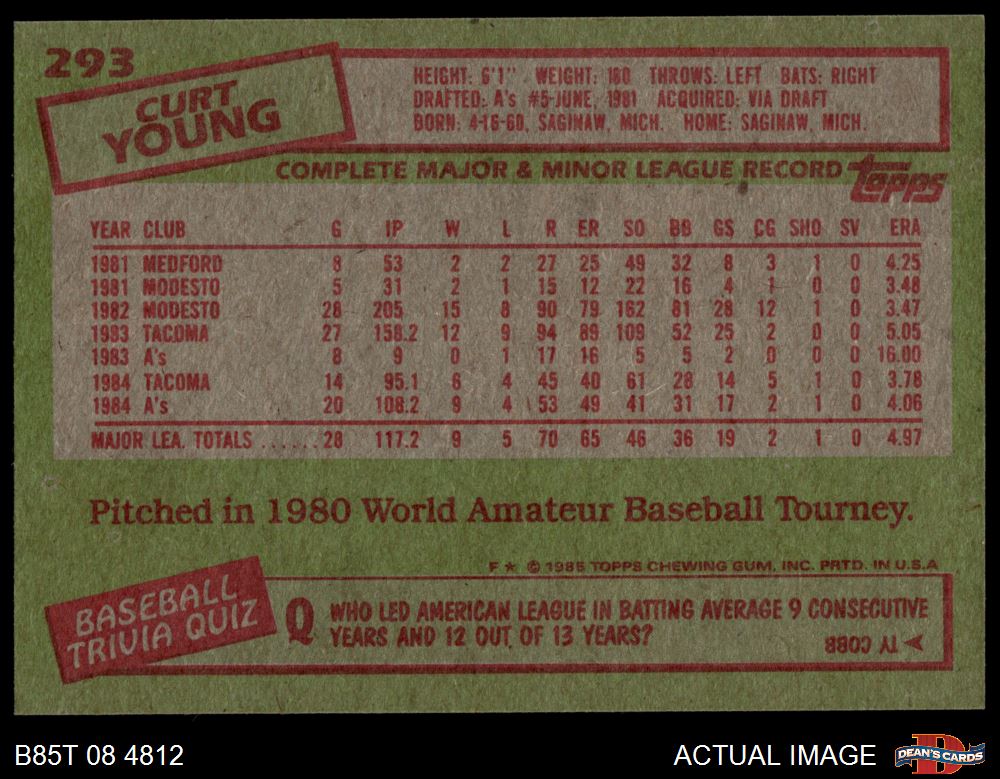 293
CURT
YOUNG
HEIGHT: 6'1" WEIGHT: 180 THROWS: LEFT BATS: RIGHT
DRAFTED: A's #5-JUNE, 1981 ACQUIRED: VIA DRAFT
BORN: 4-16-60, SAGINAW, MICH. HOME: SAGINAW, MICH.
COMPLETE MAJOR & MINOR LEAGUE RECORD topps
YEAR CLUB G IP W L R ER SO BB GS CG SHO SV ERA
1981 MEDFORD 8 53 2 2 27 25 49 32 8 3 1 0 4.25
1981 MODESTO 5 31 2 1 15 12 22 16 4 1 0 0 3.48
1982 MODESTO 28 205 15 8 90 79 162 81 28 12 1 0 3.47
1983 TACOMA 27 158.2 12 9 94 89 109 52 25 2 0 0 5.05
1983 A's 8 9 0 1 17 16 5 5 2 0 0 0 16.00
1984 TACOMA 14 95.1 6 4 45 40 61 28 14 5 1 0 3.78
1984 A's 20 108.2 9 4 53 49 41 31 17 2 1 0 4.06
MAJOR LEA. TOTALS ......28 117.2 9 5 70 65 46 36 19 2 1 0 4.97
Pitched in 1980 World Amateur Baseball Tourney.
F★ © 1985 TOPPS CHEWING GUM, INC. PRTD. IN U.S.A
BASEBALL
TRIVIA QUIZ
Q WHO LED AMERICAN LEAGUE IN BATTING AVERAGE 9 CONSECUTIVE
YEARS AND 12 OUT OF 13 YEARS?
TY COBB
B85T 08 4812 ACTUAL IMAGE DEAN'S CARDS